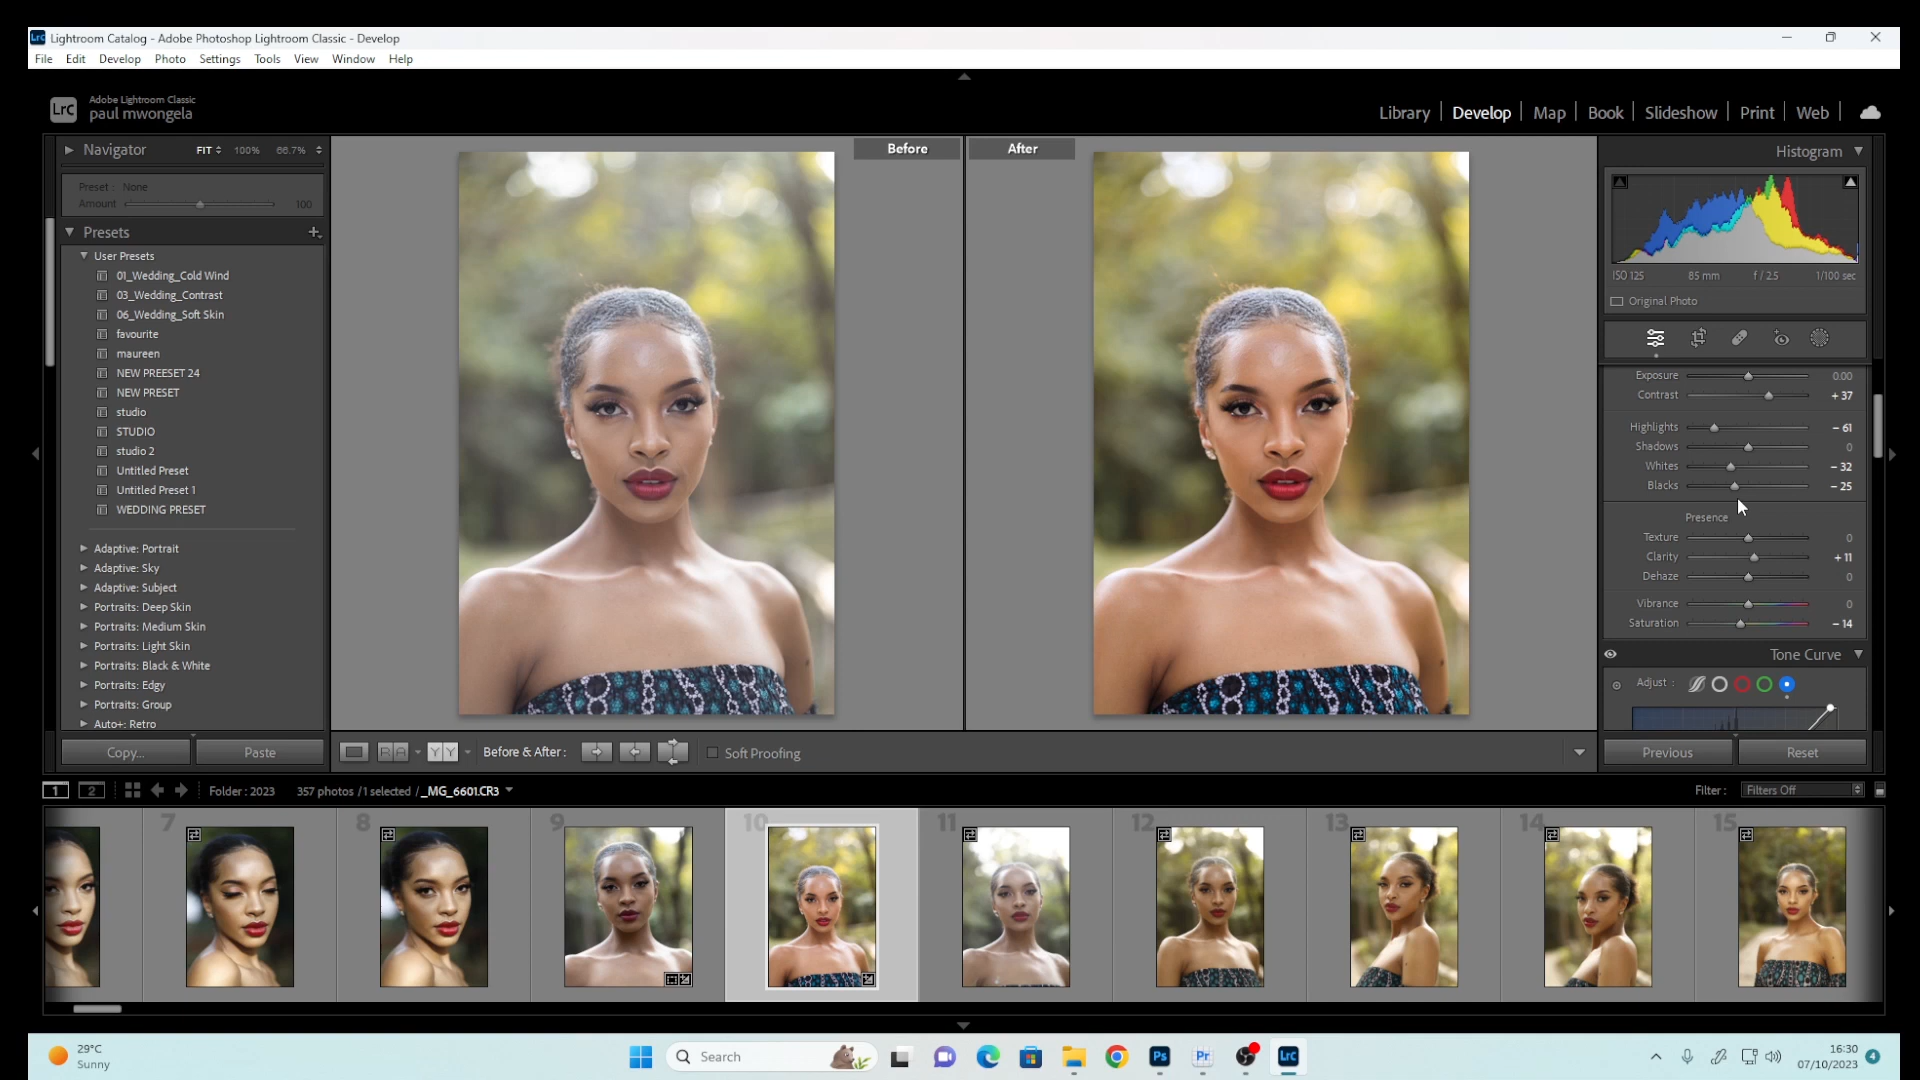 Lrc Lightroom Catalog - Adobe Photoshop Lightroom Classic - Develop
File Edit Develop Photo Settings Tools View Window Help
LrC Adobe Lightroom Classic
paul mwongela
Library Develop Map Book Slideshow Print Web
Navigator FIT 100% 66.7%
Before After
Histogram
Preset : None
Amount 100
Presets
User Presets
01_Wedding_Cold Wind
03_Wedding_Contrast
06_Wedding_Soft Skin
favourite
maureen
NEW PREESET 24
NEW PRESET
studio
STUDIO
studio 2
Untitled Preset
Untitled Preset 1
WEDDING PRESET
Adaptive: Portrait
Adaptive: Sky
Adaptive: Subject
Portraits: Deep Skin
Portraits: Medium Skin
Portraits: Light Skin
Portraits: Black & White
Portraits: Edgy
Portraits: Group
Auto+: Retro
Copy... Paste
ISO 125 85 mm f / 2.5 1/100 sec
Original Photo
Exposure 0.00
Contrast + 37
Highlights - 61
Shadows 0
Whites - 32
Blacks - 25
Presence
Texture 0
Clarity + 11
Dehaze 0
Vibrance 0
Saturation - 14
Tone Curve
Adjust :
Previous Reset
R A Y Y Before & After : Soft Proofing
1 2 Folder : 2023 357 photos / 1 selected / _MG_6601.CR3
Filter : Filters Off
7 8 9 10 11 12 13 14 15
29°C
Sunny
Search
Ps Pr LrC
16:30
07/10/2023 4